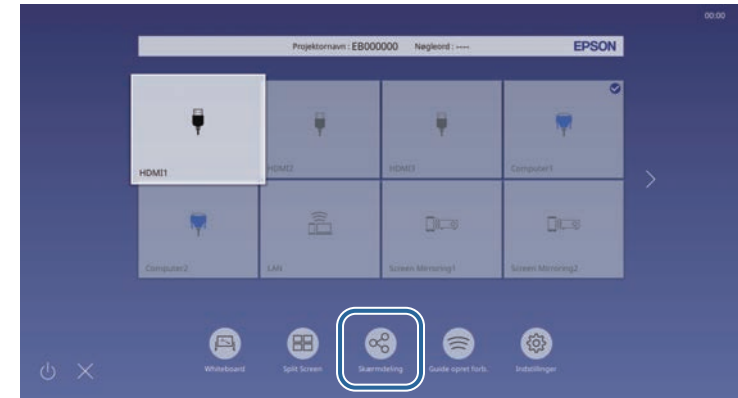 00:00
Projektornavn : EB000000 Nøgleord : ---- EPSON
HDMI1 HDMI2 HDMI3 Computer1
Computer2 LAN Screen Mirroring1 Screen Mirroring2
Whiteboard Split Screen Skærmdeling Guide opret forb. Indstillinger